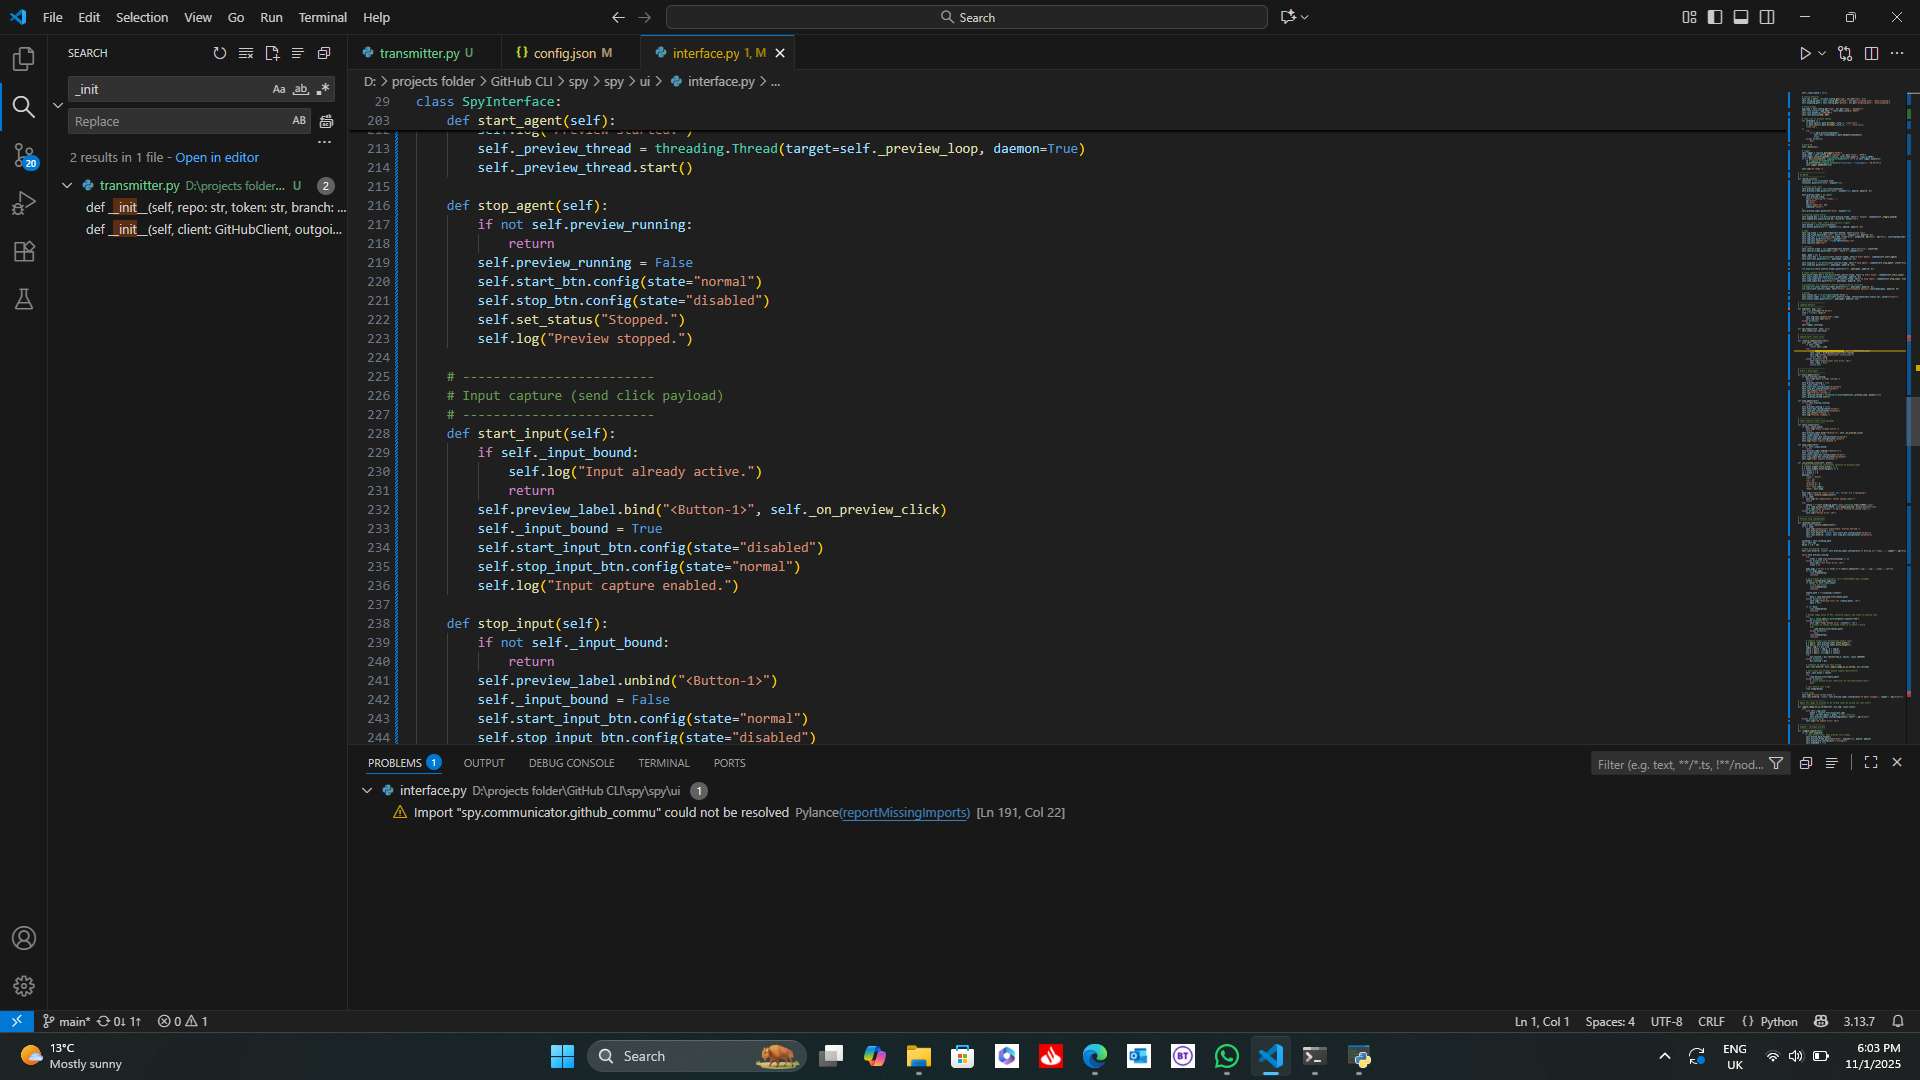 File Edit Selection View Go Run Terminal Help
Search
SEARCH
_init
Aa ab
Replace
AB
2 results in 1 file - Open in editor
transmitter.py D:\projects folder... U 2
def __init__(self, repo: str, token: str, branch: ...
def __init__(self, client: GitHubClient, outgoi...
20
transmitter.py U
{} config.json M
interface.py 1, M
D: > projects folder > GitHub CLI > spy > spy > ui > interface.py > ...
29 class SpyInterface:
203 def start_agent(self):
212 self.log("Preview started.")
213 self._preview_thread = threading.Thread(target=self._preview_loop, daemon=True)
214 self._preview_thread.start()
215
216 def stop_agent(self):
217 if not self.preview_running:
218 return
219 self.preview_running = False
220 self.start_btn.config(state="normal")
221 self.stop_btn.config(state="disabled")
222 self.set_status("Stopped.")
223 self.log("Preview stopped.")
224
225 # -------------------------
226 # Input capture (send click payload)
227 # -------------------------
228 def start_input(self):
229 if self._input_bound:
230 self.log("Input already active.")
231 return
232 self.preview_label.bind("<Button-1>", self._on_preview_click)
233 self._input_bound = True
234 self.start_input_btn.config(state="disabled")
235 self.stop_input_btn.config(state="normal")
236 self.log("Input capture enabled.")
237
238 def stop_input(self):
239 if not self._input_bound:
240 return
241 self.preview_label.unbind("<Button-1>")
242 self._input_bound = False
243 self.start_input_btn.config(state="normal")
244 self.stop_input_btn.config(state="disabled")
PROBLEMS 1 OUTPUT DEBUG CONSOLE TERMINAL PORTS
Filter (e.g. text, **/*.ts, !**/nod...
interface.py D:\projects folder\GitHub CLI\spy\spy\ui 1
Import "spy.communicator.github_commu" could not be resolved Pylance(reportMissingImports) [Ln 191, Col 22]
main* 0↓ 1↑ 0 1
Ln 1, Col 1 Spaces: 4 UTF-8 CRLF {} Python 3.13.7
13°C
Mostly sunny
Search
BT
ENG
UK
6:03 PM
11/1/2025